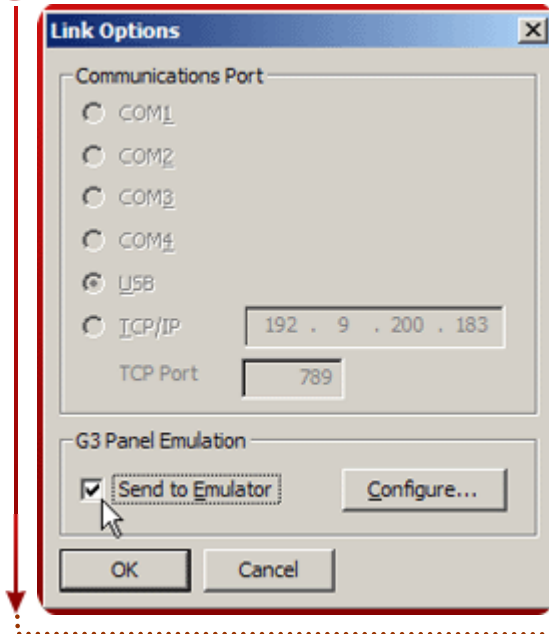 Link Options
Communications Port
COM1
COM2
COM3
COM4
USB
TCP/IP 192 . 9 . 200 . 183
TCP Port 789
G3 Panel Emulation
Send to Emulator Configure...
OK Cancel